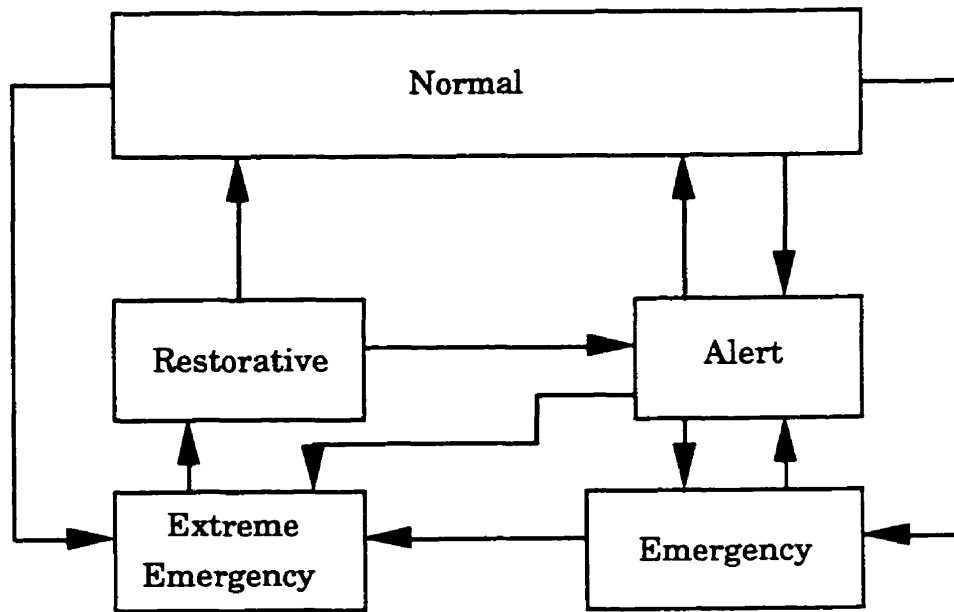 Normal
Restorative
Alert
Extreme
Emergency
Emergency